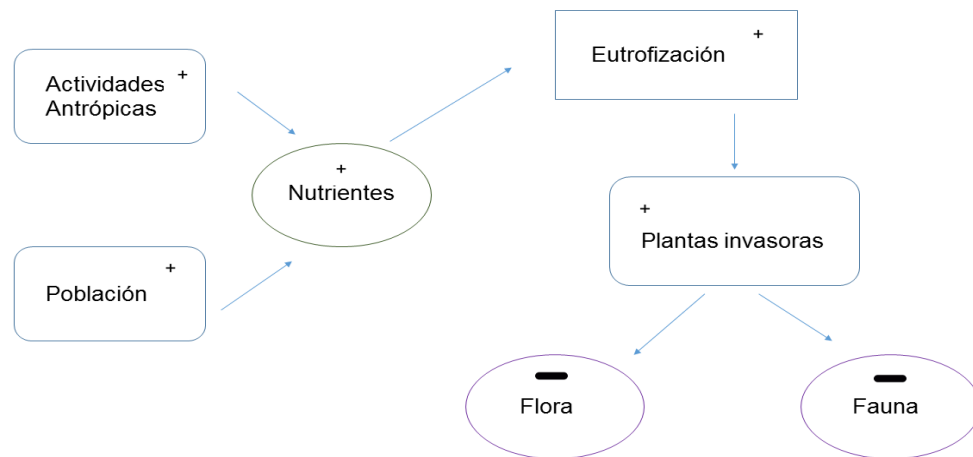 Actividades +
Antrópicas
Población +
+
Nutrientes
Eutrofización +
+
Plantas invasoras
-
Flora
-
Fauna